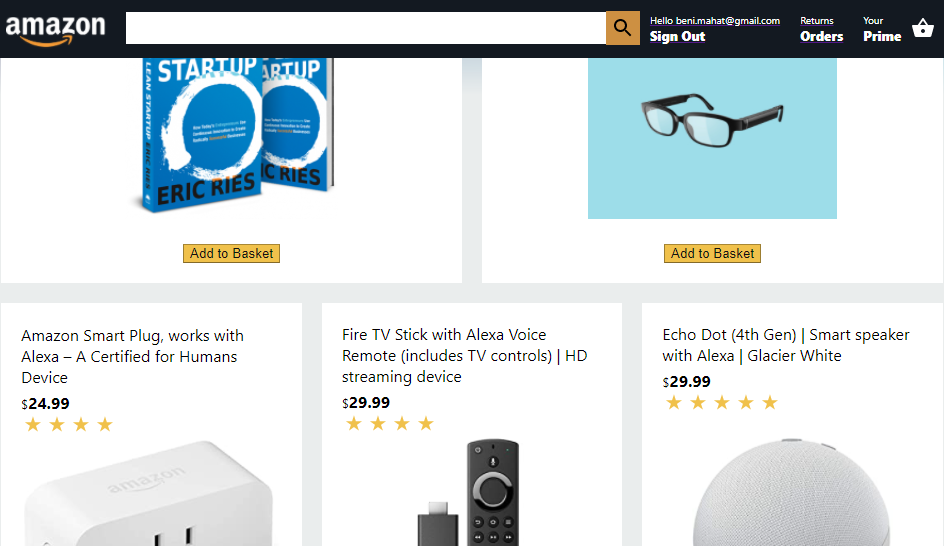 amazon
Hello beni.mahat@gmail.com
Sign Out
Returns
Orders
Your
Prime
STARTUP
LEAN STARTUP ERIC RIES
ERIC RIES
STARTUP
ERIC RIES
Add to Basket
Add to Basket
Amazon Smart Plug, works with
Alexa – A Certified for Humans
Device
$24.99
amazon
Fire TV Stick with Alexa Voice
Remote (includes TV controls) | HD
streaming device
$29.99
Echo Dot (4th Gen) | Smart speaker
with Alexa | Glacier White
$29.99